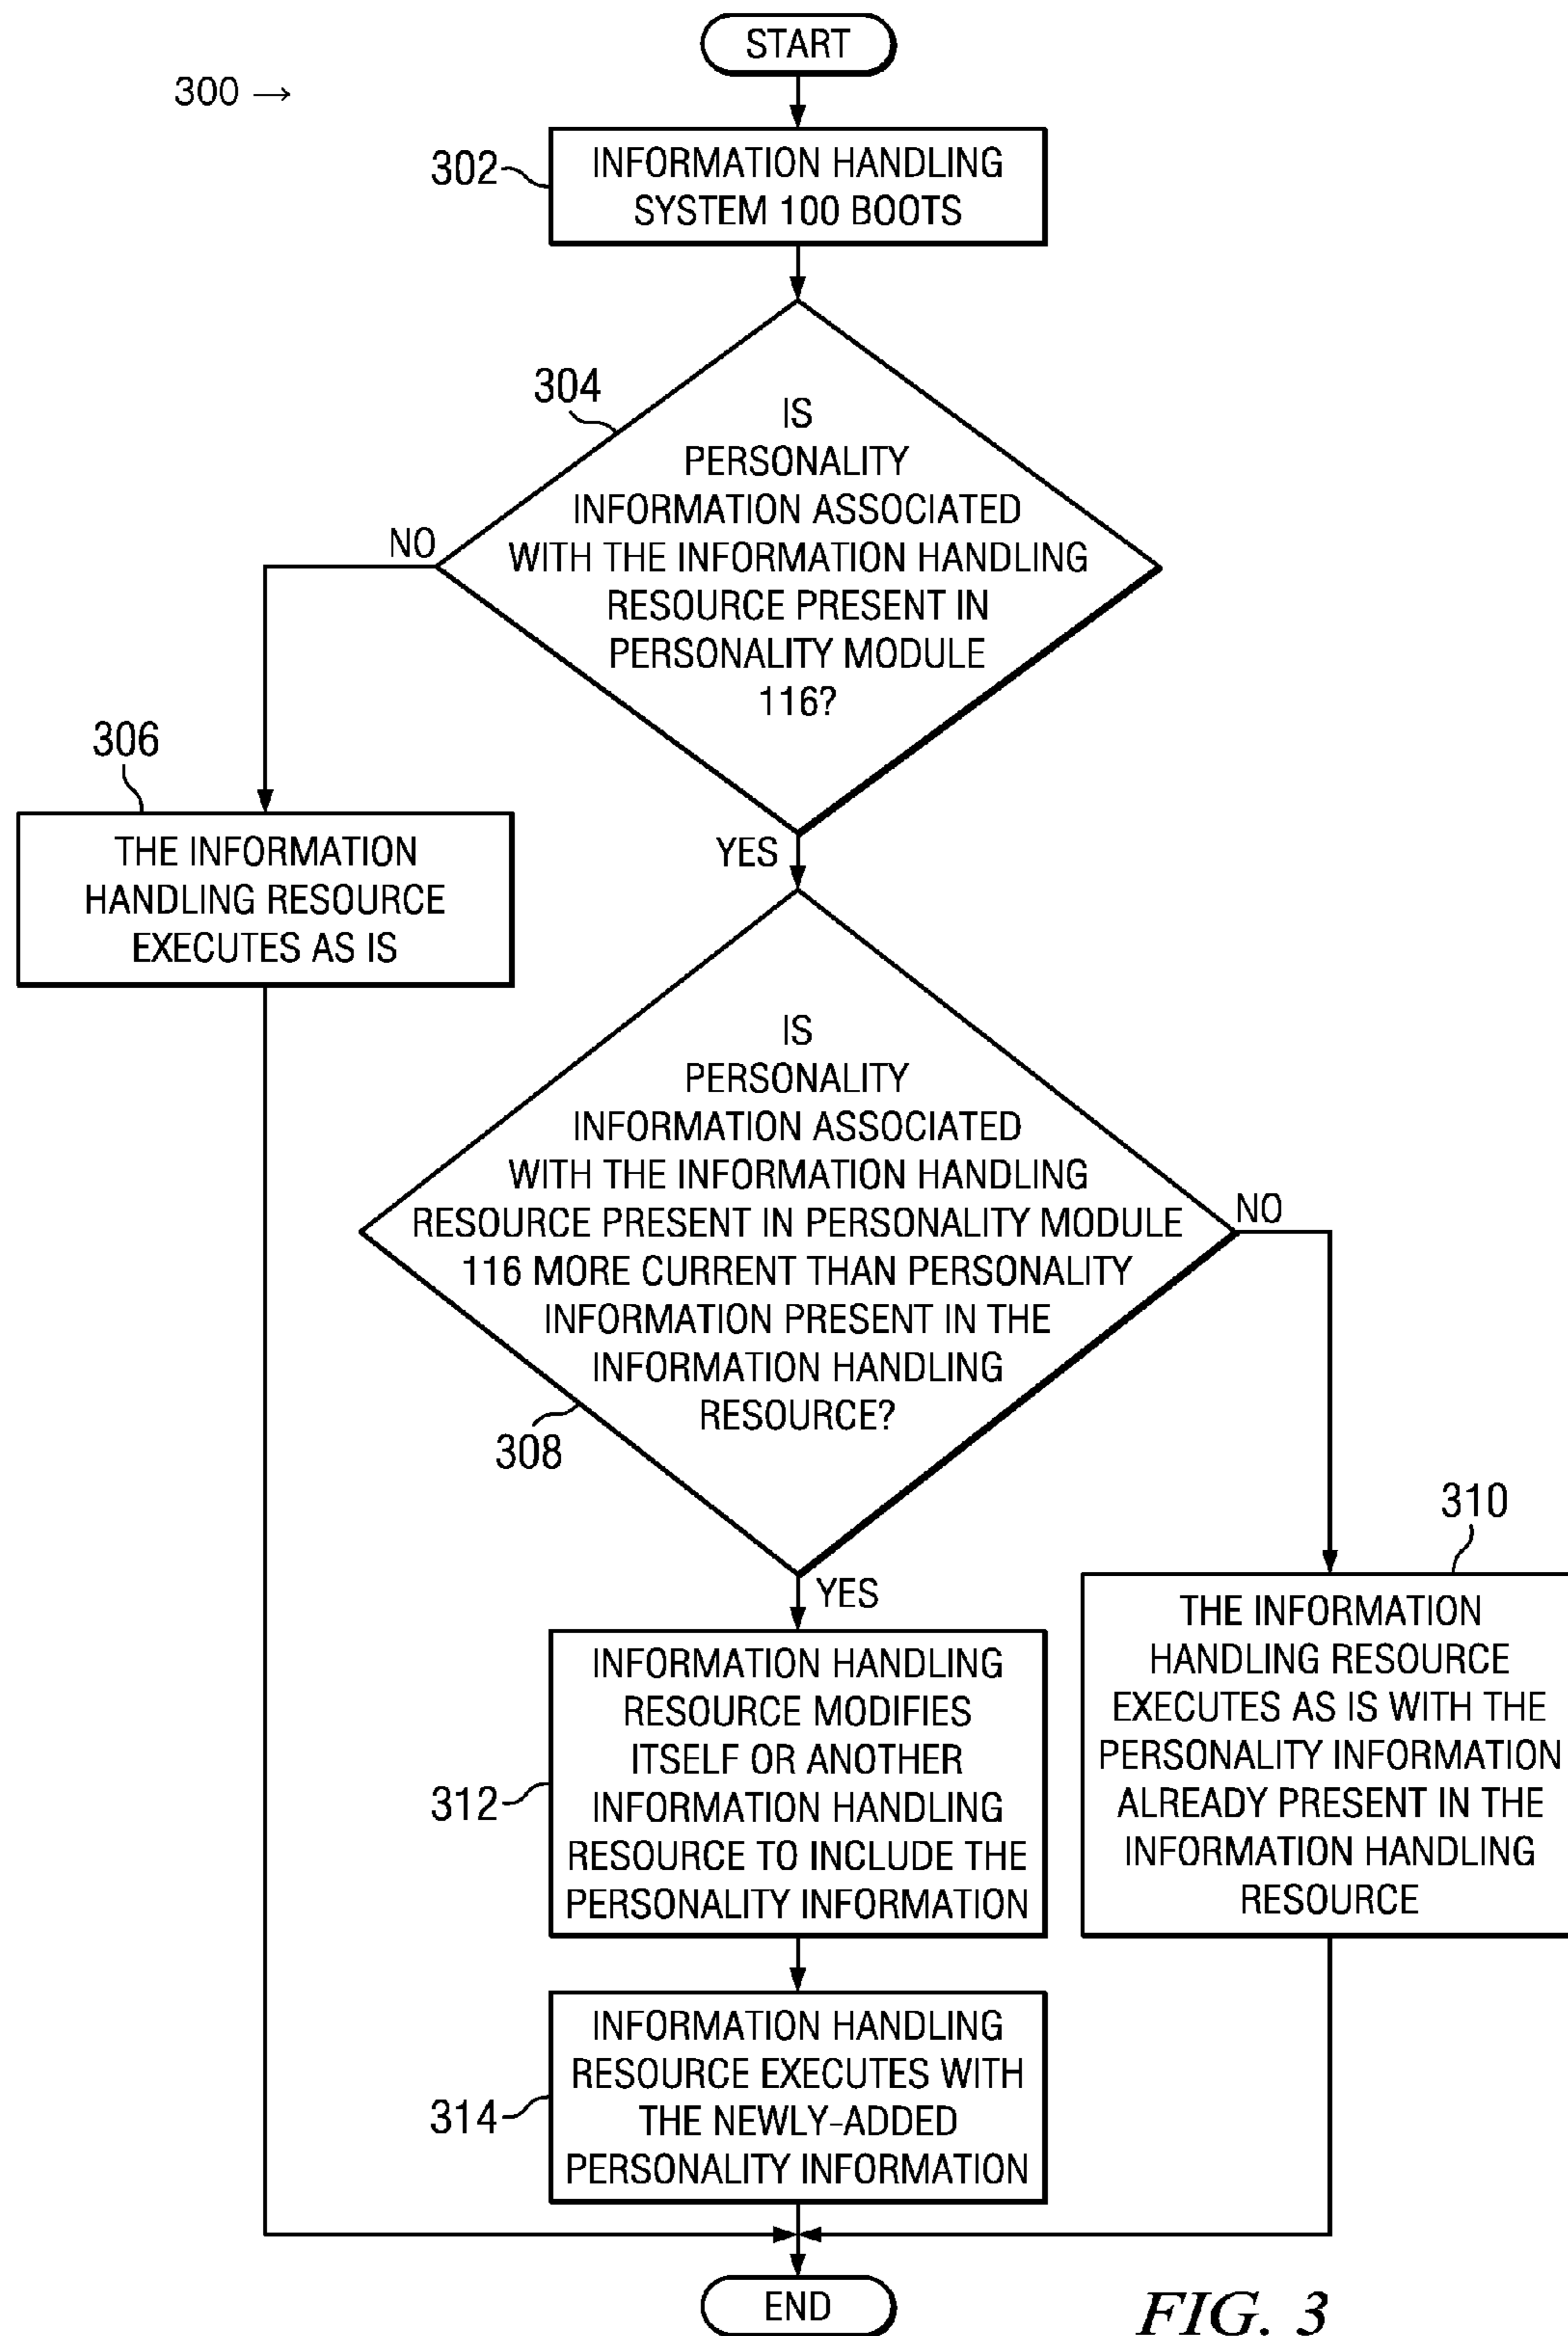 START
300 →
302
INFORMATION HANDLING
SYSTEM 100 BOOTS
304
IS
PERSONALITY
INFORMATION ASSOCIATED
WITH THE INFORMATION HANDLING
RESOURCE PRESENT IN
PERSONALITY MODULE
116?
NO
YES
306
THE INFORMATION
HANDLING RESOURCE
EXECUTES AS IS
IS
PERSONALITY
INFORMATION ASSOCIATED
WITH THE INFORMATION HANDLING
RESOURCE PRESENT IN PERSONALITY MODULE
116 MORE CURRENT THAN PERSONALITY
INFORMATION PRESENT IN THE
INFORMATION HANDLING
RESOURCE?
308
NO
YES
310
THE INFORMATION
HANDLING RESOURCE
EXECUTES AS IS WITH THE
PERSONALITY INFORMATION
ALREADY PRESENT IN THE
INFORMATION HANDLING
RESOURCE
312
INFORMATION HANDLING
RESOURCE MODIFIES
ITSELF OR ANOTHER
INFORMATION HANDLING
RESOURCE TO INCLUDE THE
PERSONALITY INFORMATION
314
INFORMATION HANDLING
RESOURCE EXECUTES WITH
THE NEWLY-ADDED
PERSONALITY INFORMATION
END
FIG. 3